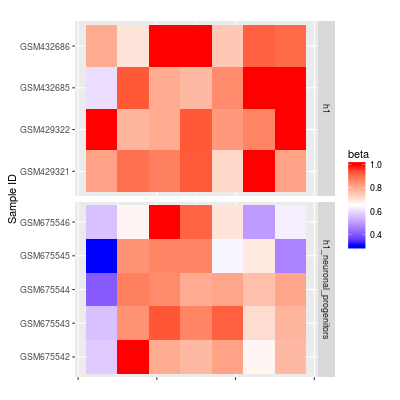 GSM432686
GSM432685
GSM429322
GSM429321
h1
GSM675546
GSM675545
GSM675544
GSM675543
GSM675542
h1_neuronal_progenitors
Sample ID
beta
1.0
0.8
0.6
0.4